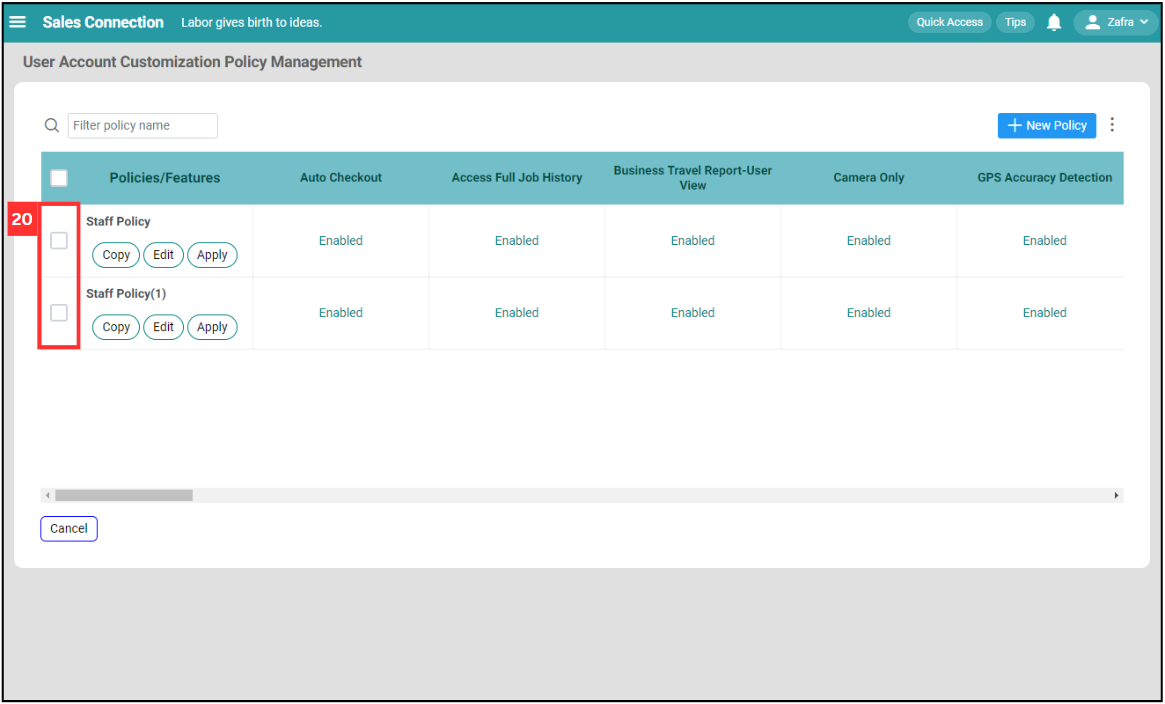 Sales Connection Labor gives birth to ideas. Quick Access Tips Zafra
User Account Customization Policy Management
Filter policy name + New Policy
Policies/Features Auto Checkout Access Full Job History Business Travel Report-User View Camera Only GPS Accuracy Detection
20
Staff Policy
Enabled Enabled Enabled Enabled Enabled
Copy Edit Apply
Staff Policy(1)
Enabled Enabled Enabled Enabled Enabled
Copy Edit Apply
Cancel